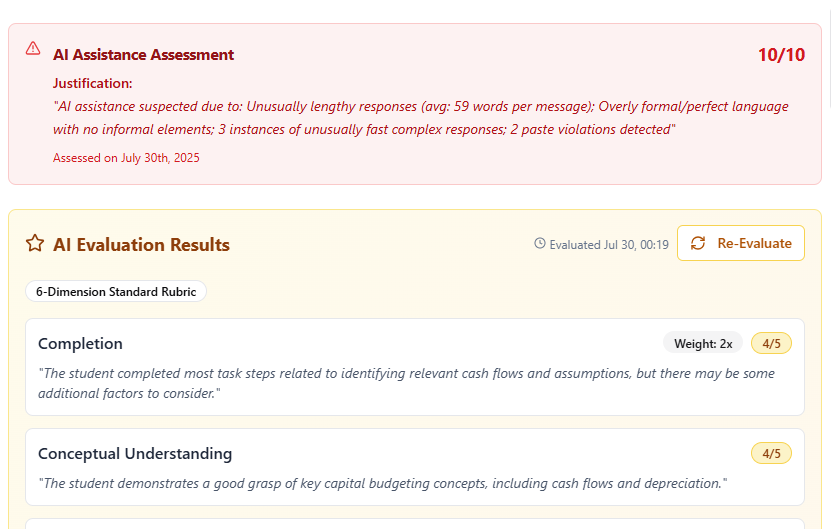 AI Assistance Assessment
10/10
Justification:
"AI assistance suspected due to: Unusually lengthy responses (avg: 59 words per message); Overly formal/perfect language
with no informal elements; 3 instances of unusually fast complex responses; 2 paste violations detected"
Assessed on July 30th, 2025
AI Evaluation Results
Evaluated Jul 30, 00:19
Re-Evaluate
6-Dimension Standard Rubric
Completion
Weight: 2x
4/5
"The student completed most task steps related to identifying relevant cash flows and assumptions, but there may be some
additional factors to consider."
Conceptual Understanding
4/5
"The student demonstrates a good grasp of key capital budgeting concepts, including cash flows and depreciation."